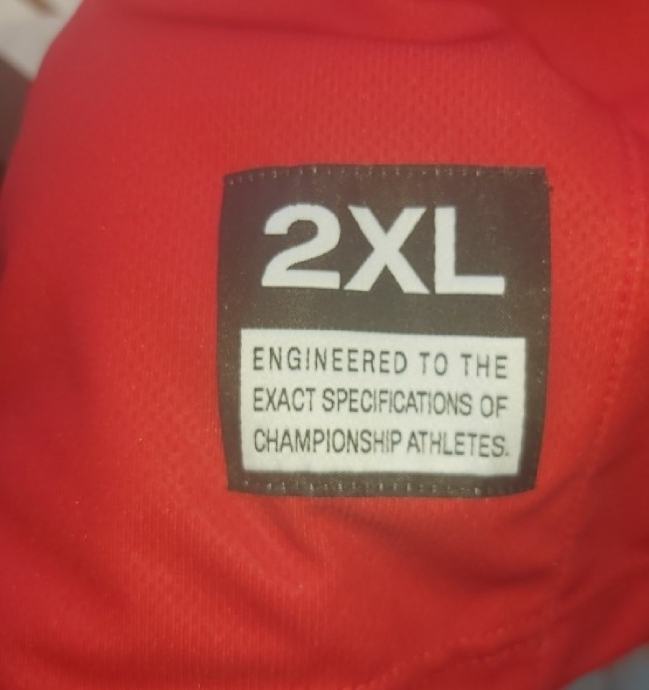 2XL
ENGINEERED TO THE
EXACT SPECIFICATIONS OF
CHAMPIONSHIP ATHLETES.